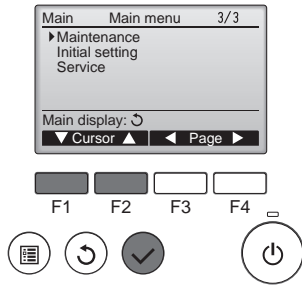 Main Main menu 3/3
Maintenance
Initial setting
Service
Main display:
Cursor Page
F1 F2 F3 F4